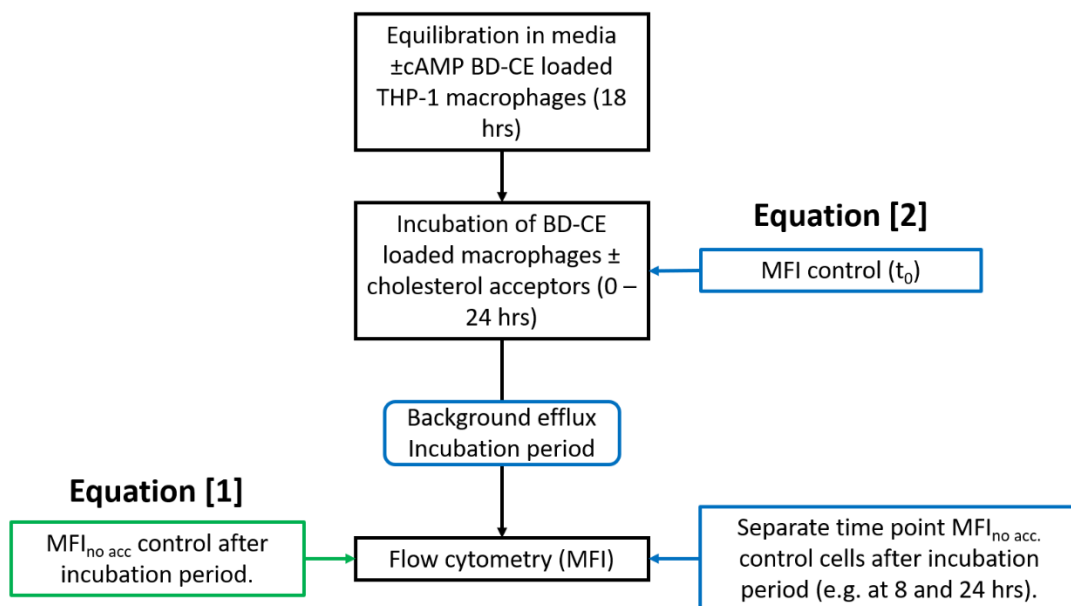 Equilibration in media
±cAMP BD-CE loaded
THP-1 macrophages (18
hrs)
Incubation of BD-CE
loaded macrophages ±
cholesterol acceptors (0 –
24 hrs)
Equation [2]
MFI control (t₀)
Background efflux
Incubation period
Equation [1]
MFIno acc control after
incubation period.
Flow cytometry (MFI)
Separate time point MFIno acc.
control cells after incubation
period (e.g. at 8 and 24 hrs).